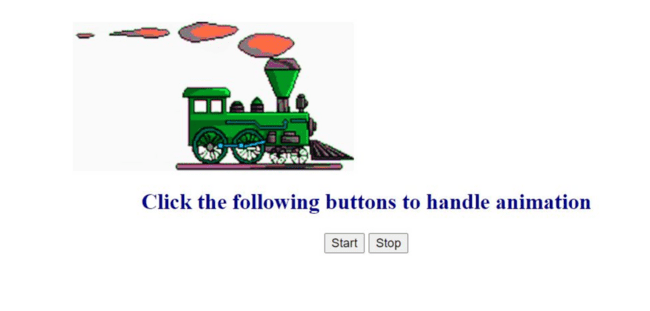 Click the following buttons to handle animation
Start Stop